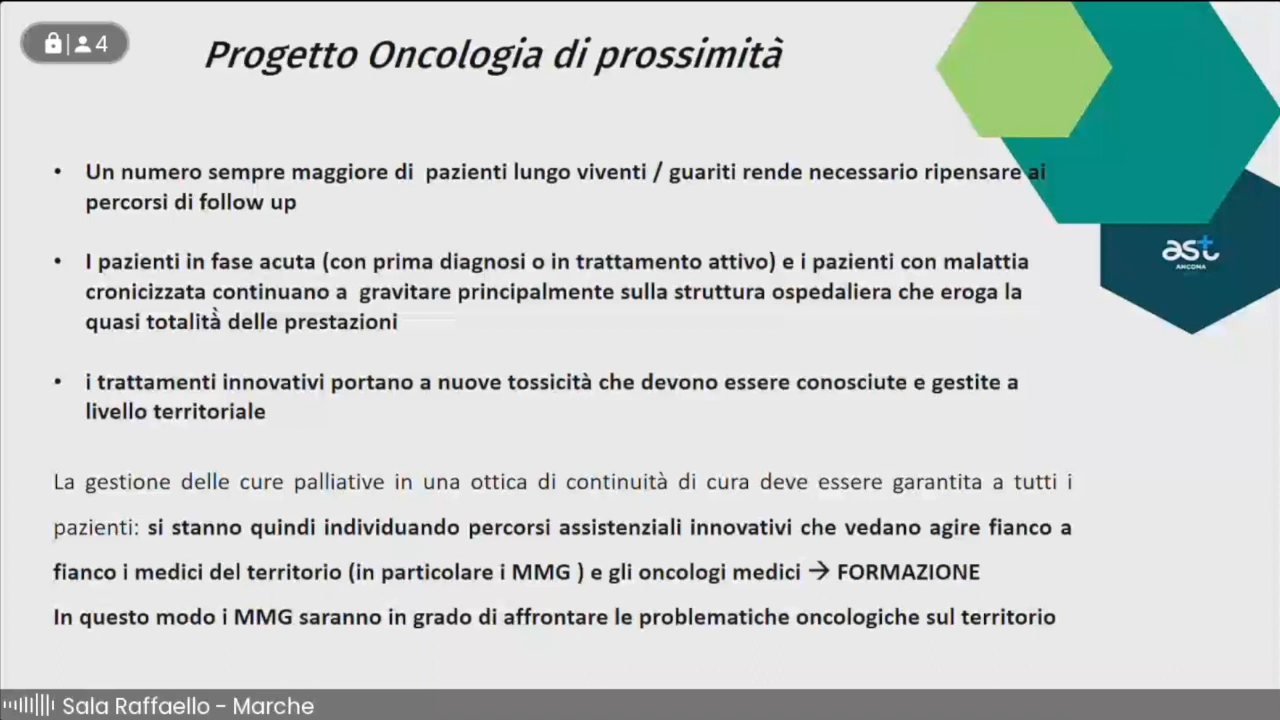 4
Progetto Oncologia di prossimità
• Un numero sempre maggiore di pazienti lungo viventi / guariti rende necessario ripensare ai
percorsi di follow up
• I pazienti in fase acuta (con prima diagnosi o in trattamento attivo) e i pazienti con malattia
cronicizzata continuano a gravitare principalmente sulla struttura ospedaliera che eroga la
quasi totalità delle prestazioni
ast
ANCONA
• i trattamenti innovativi portano a nuove tossicità che devono essere conosciute e gestite a
livello territoriale
La gestione delle cure palliative in una ottica di continuità di cura deve essere garantita a tutti i
pazienti: si stanno quindi individuando percorsi assistenziali innovativi che vedano agire fianco a
fianco i medici del territorio (in particolare i MMG ) e gli oncologi medici → FORMAZIONE
In questo modo i MMG saranno in grado di affrontare le problematiche oncologiche sul territorio
Sala Raffaello - Marche